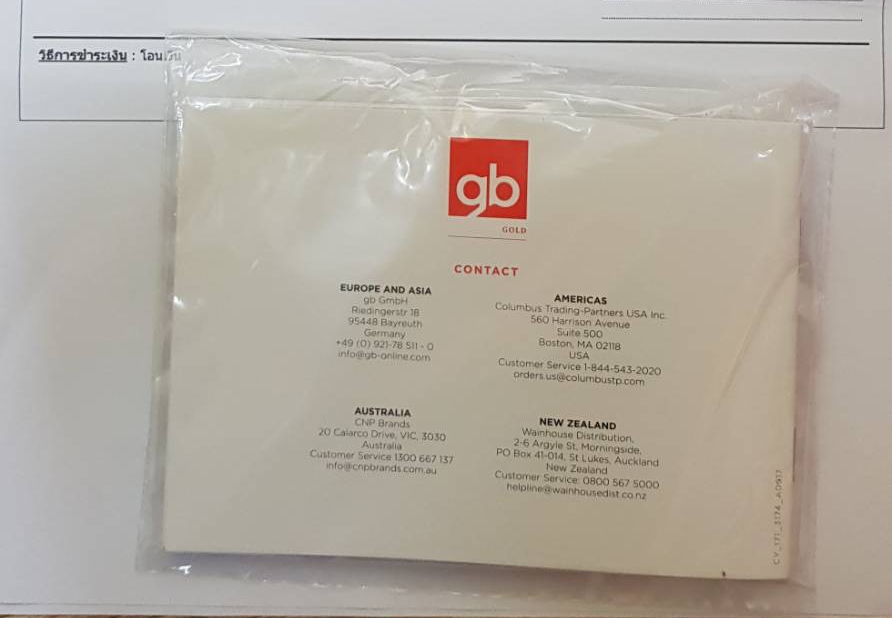 วิธีการชำระเงิน : โอนเงิน
gb
GOLD
CONTACT
EUROPE AND ASIA
gb GmbH
Riedingerstr 18
95448 Bayreuth
Germany
+49 (0) 921-78 511 - 0
info@gb-online.com
AMERICAS
Columbus Trading-Partners USA Inc.
560 Harrison Avenue
Suite 500
Boston, MA 02118
USA
Customer Service 1-844-543-2020
orders.us@columbustp.com
AUSTRALIA
CNP Brands
20 Calarco Drive, VIC, 3030
Australia
Customer Service 1300 667 137
info@cnpbrands.com.au
NEW ZEALAND
Wainhouse Distribution,
2-6 Argyle St, Morningside,
PO Box 41-014, St Lukes, Auckland
New Zealand
Customer Service: 0800 567 5000
helpline@wainhousedist.co.nz
CV_171_3174_A0917